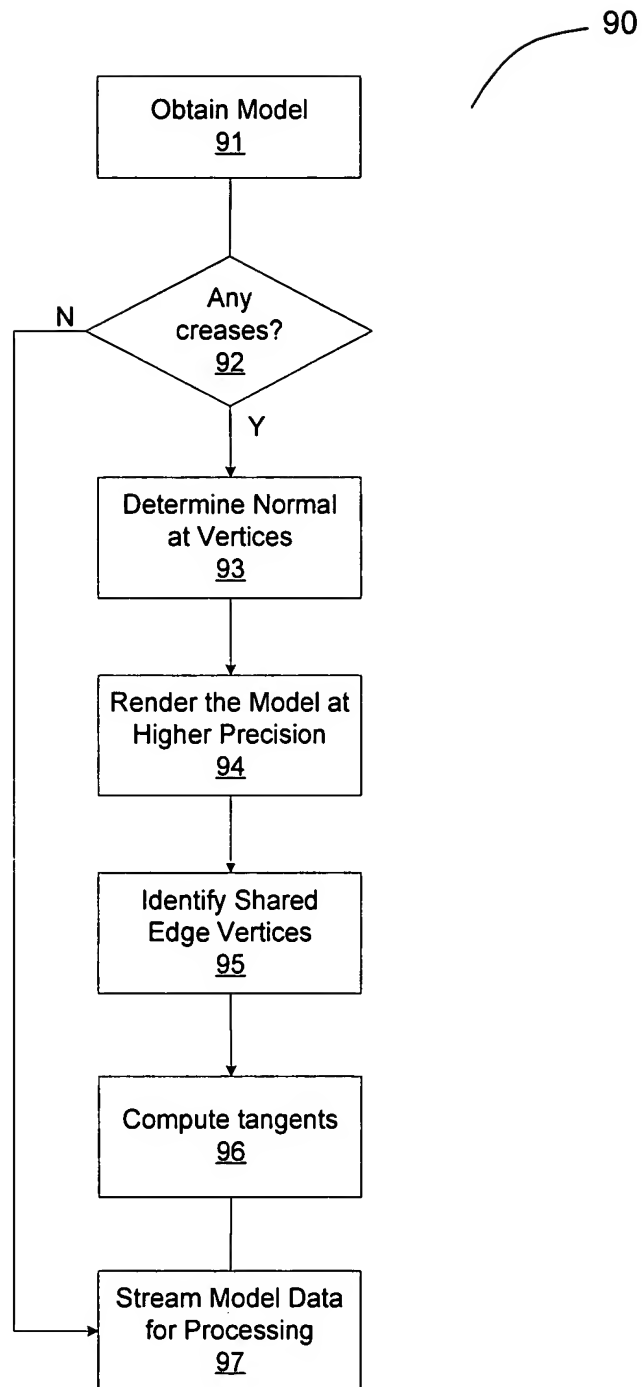 90
Obtain Model
91
Any
creases?
92
N
Y
Determine Normal
at Vertices
93
Render the Model at
Higher Precision
94
Identify Shared
Edge Vertices
95
Compute tangents
96
Stream Model Data
for Processing
97